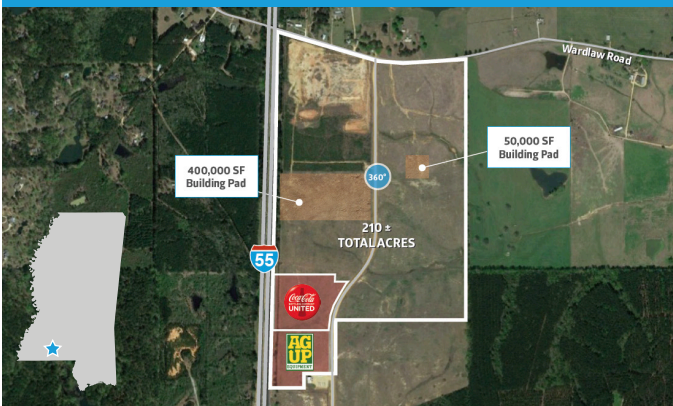 Wardlaw Road
50,000 SF
Building Pad
400,000 SF
Building Pad
360°
210 ±
TOTAL ACRES
55
Coca-Cola
UNITED
AG
UP
EQUIPMENT